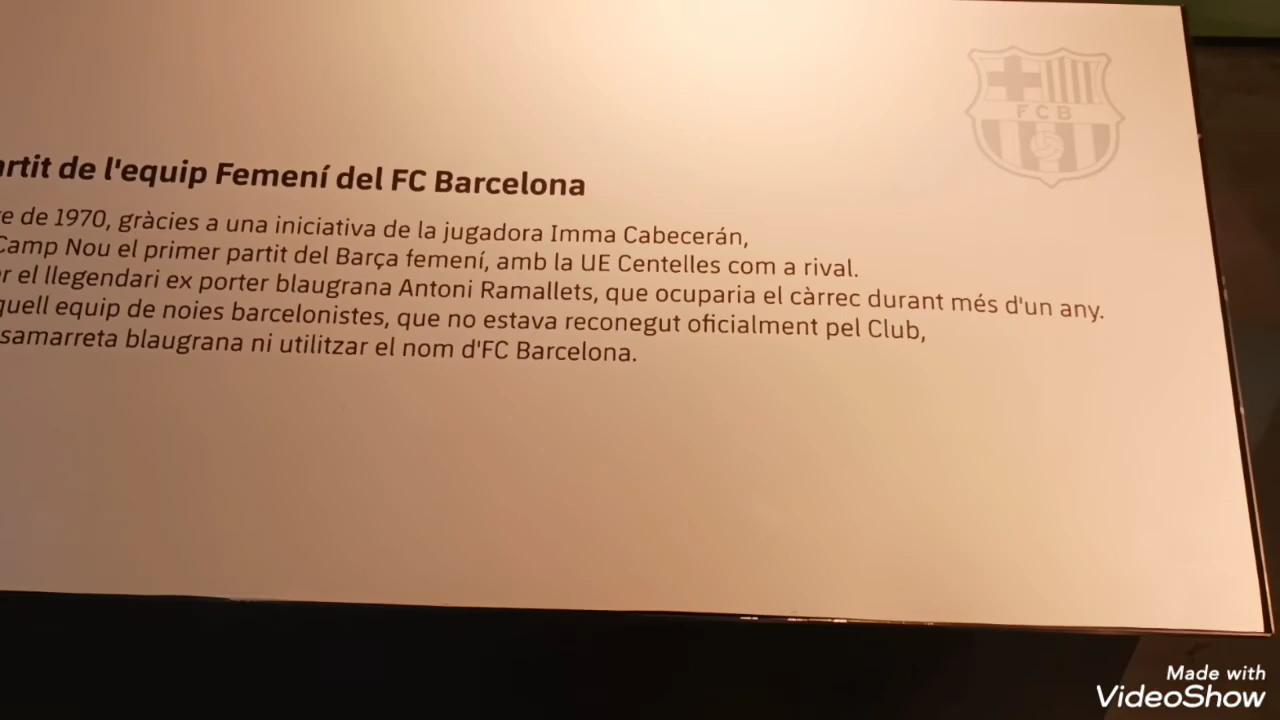 FCB
de l'equip Femení del FC Barcelona
de 1970, gràcies a una iniciativa de la jugadora Imma Cabecerán,
Camp Nou el primer partit del Barça femení, amb la UE Centelles com a rival.
el llegendari ex porter blaugrana Antoni Ramallets, que ocuparia el càrrec durant més d'un any.
equip de noies barcelonistes, que no estava reconegut oficialment pel Club,
samarreta blaugrana ni utilitzar el nom d'FC Barcelona.
Made with
VideoShow